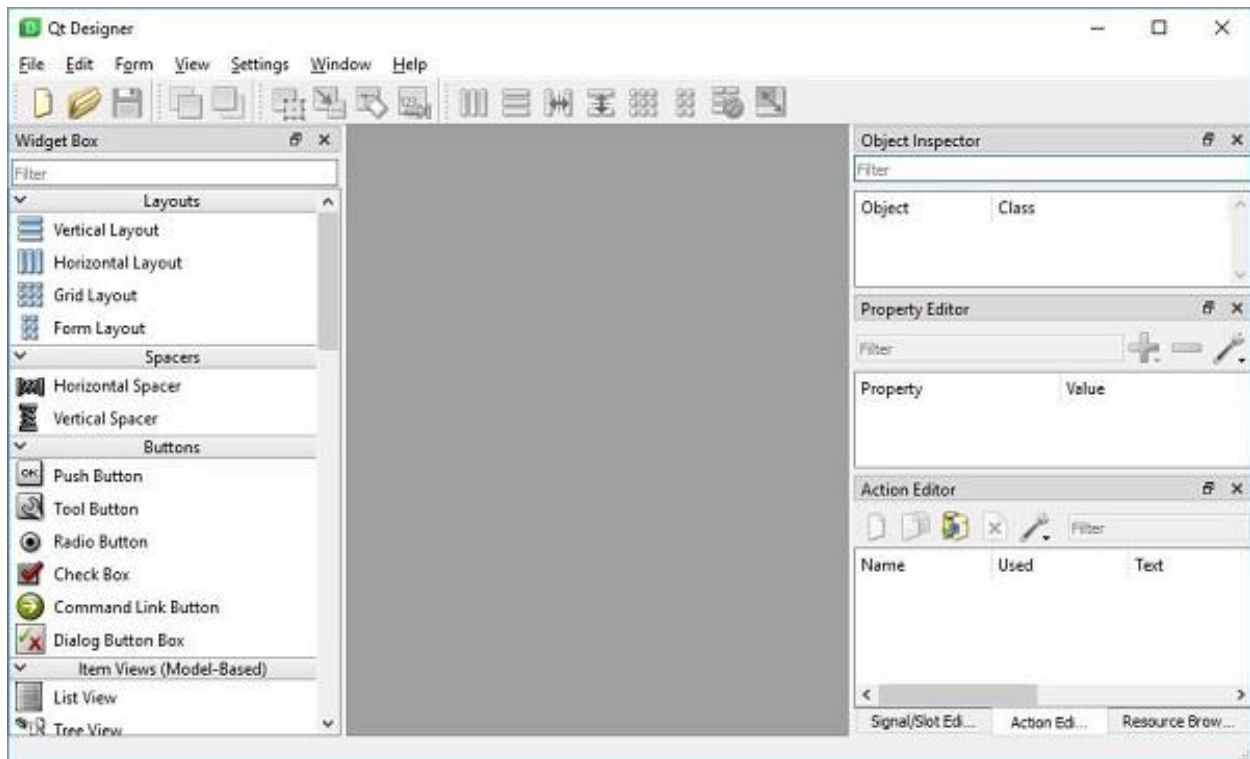 Qt Designer
File Edit Form View Settings Window Help
Widget Box
Filter
Layouts
Vertical Layout
Horizontal Layout
Grid Layout
Form Layout
Spacers
Horizontal Spacer
Vertical Spacer
Buttons
OK Push Button
Tool Button
Radio Button
Check Box
Command Link Button
Dialog Button Box
Item Views (Model-Based)
List View
Tree View
Object Inspector
Filter
Object Class
Property Editor
Filter
Property Value
Action Editor
Filter
Name Used Text
Signal/Slot Edi... Action Edi... Resource Brow...